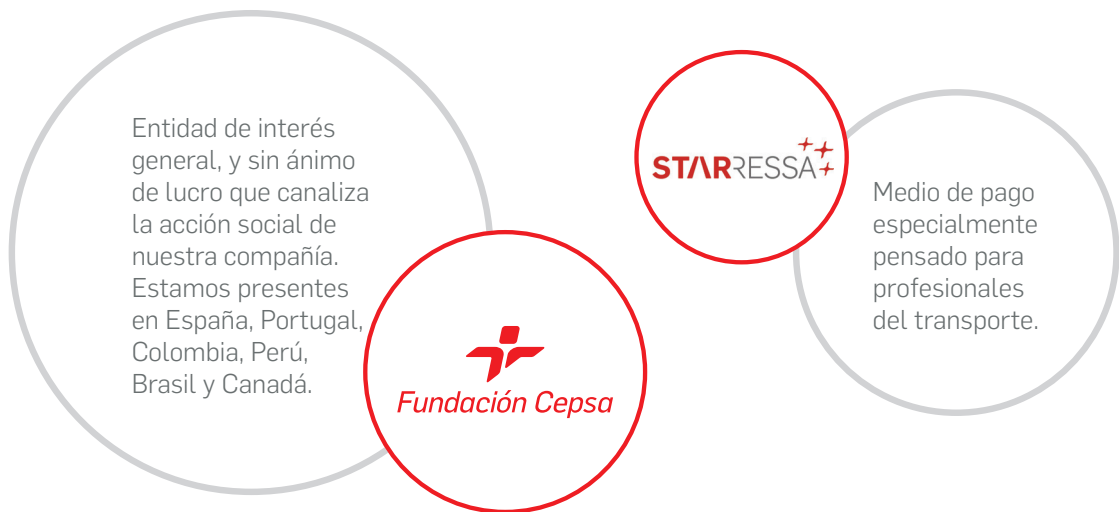 Entidad de interés
general, y sin ánimo
de lucro que canaliza
la acción social de
nuestra compañía.
Estamos presentes
en España, Portugal,
Colombia, Perú,
Brasil y Canadá.
Fundación Cepsa
STARRESSA
Medio de pago
especialmente
pensado para
profesionales
del transporte.